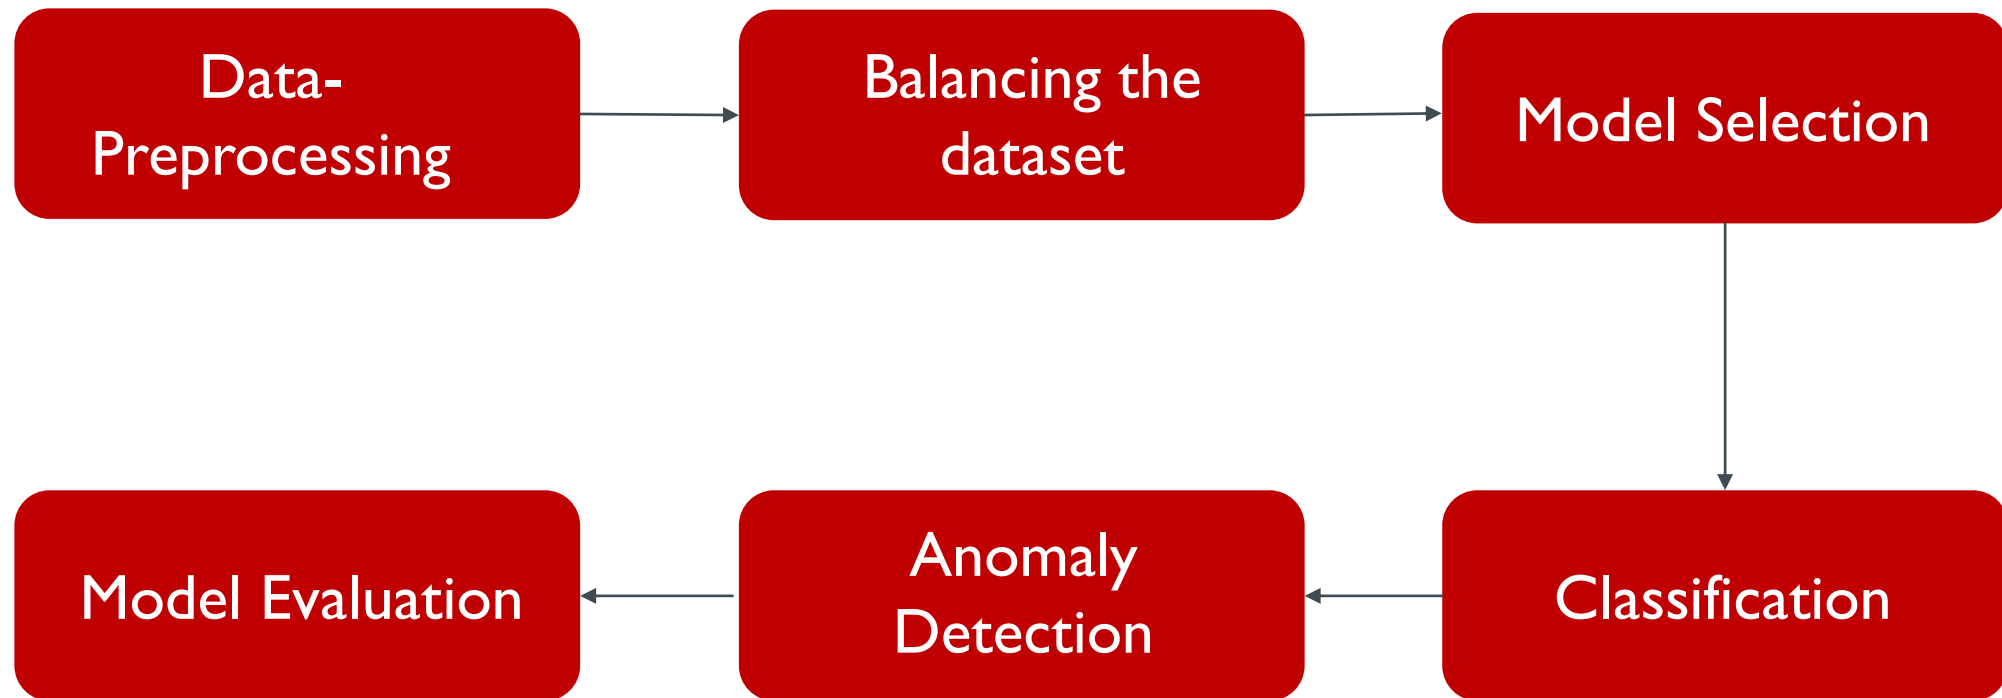 Data-
Preprocessing
Balancing the
dataset
Model Selection
Classification
Anomaly
Detection
Model Evaluation